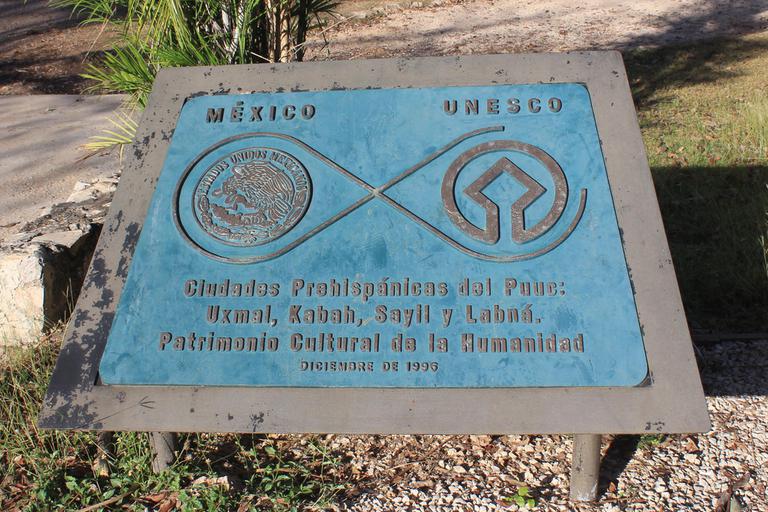 MÉXICO UNESCO
ESTADOS UNIDOS MEXICANOS
Ciudades Prehispánicas del Puuc:
Uxmal, Kabah, Sayil y Labná.
Patrimonio Cultural de la Humanidad
DICIEMBRE DE 1996